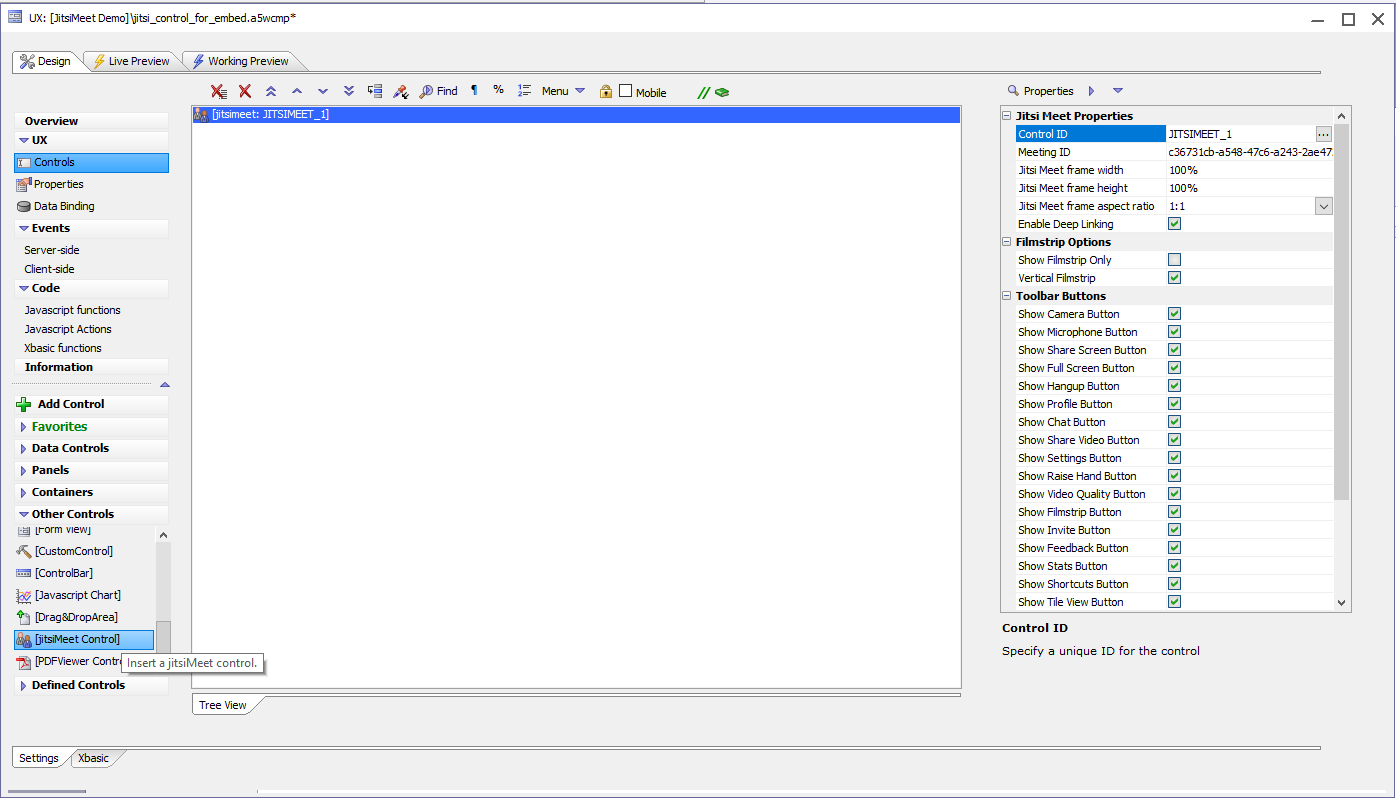 UX: [JitsiMeet Demo]\jitsi_control_for_embed.a5wcmp*
Design
Live Preview
Working Preview
Find
¶
%
Menu
Mobile
//
Overview
UX
Controls
Properties
Data Binding
Events
Server-side
Client-side
Code
Javascript functions
Javascript Actions
Xbasic functions
Information
Add Control
Favorites
Data Controls
Panels
Containers
Other Controls
[Form View]
[CustomControl]
[ControlBar]
[Javascript Chart]
[Drag&DropArea]
[jitsiMeet Control]
[PDFViewer Contro
Insert a jitsiMeet control.
Defined Controls
[jitsimeet: JITSIMEET_1]
Tree View
Properties
Jitsi Meet Properties
Control ID JITSIMEET_1 ...
Meeting ID c36731cb-a548-47c6-a243-2ae47
Jitsi Meet frame width 100%
Jitsi Meet frame height 100%
Jitsi Meet frame aspect ratio 1:1
Enable Deep Linking
Filmstrip Options
Show Filmstrip Only
Vertical Filmstrip
Toolbar Buttons
Show Camera Button
Show Microphone Button
Show Share Screen Button
Show Full Screen Button
Show Hangup Button
Show Profile Button
Show Chat Button
Show Share Video Button
Show Settings Button
Show Raise Hand Button
Show Video Quality Button
Show Filmstrip Button
Show Invite Button
Show Feedback Button
Show Stats Button
Show Shortcuts Button
Show Tile View Button
Control ID
Specify a unique ID for the control
Settings
Xbasic